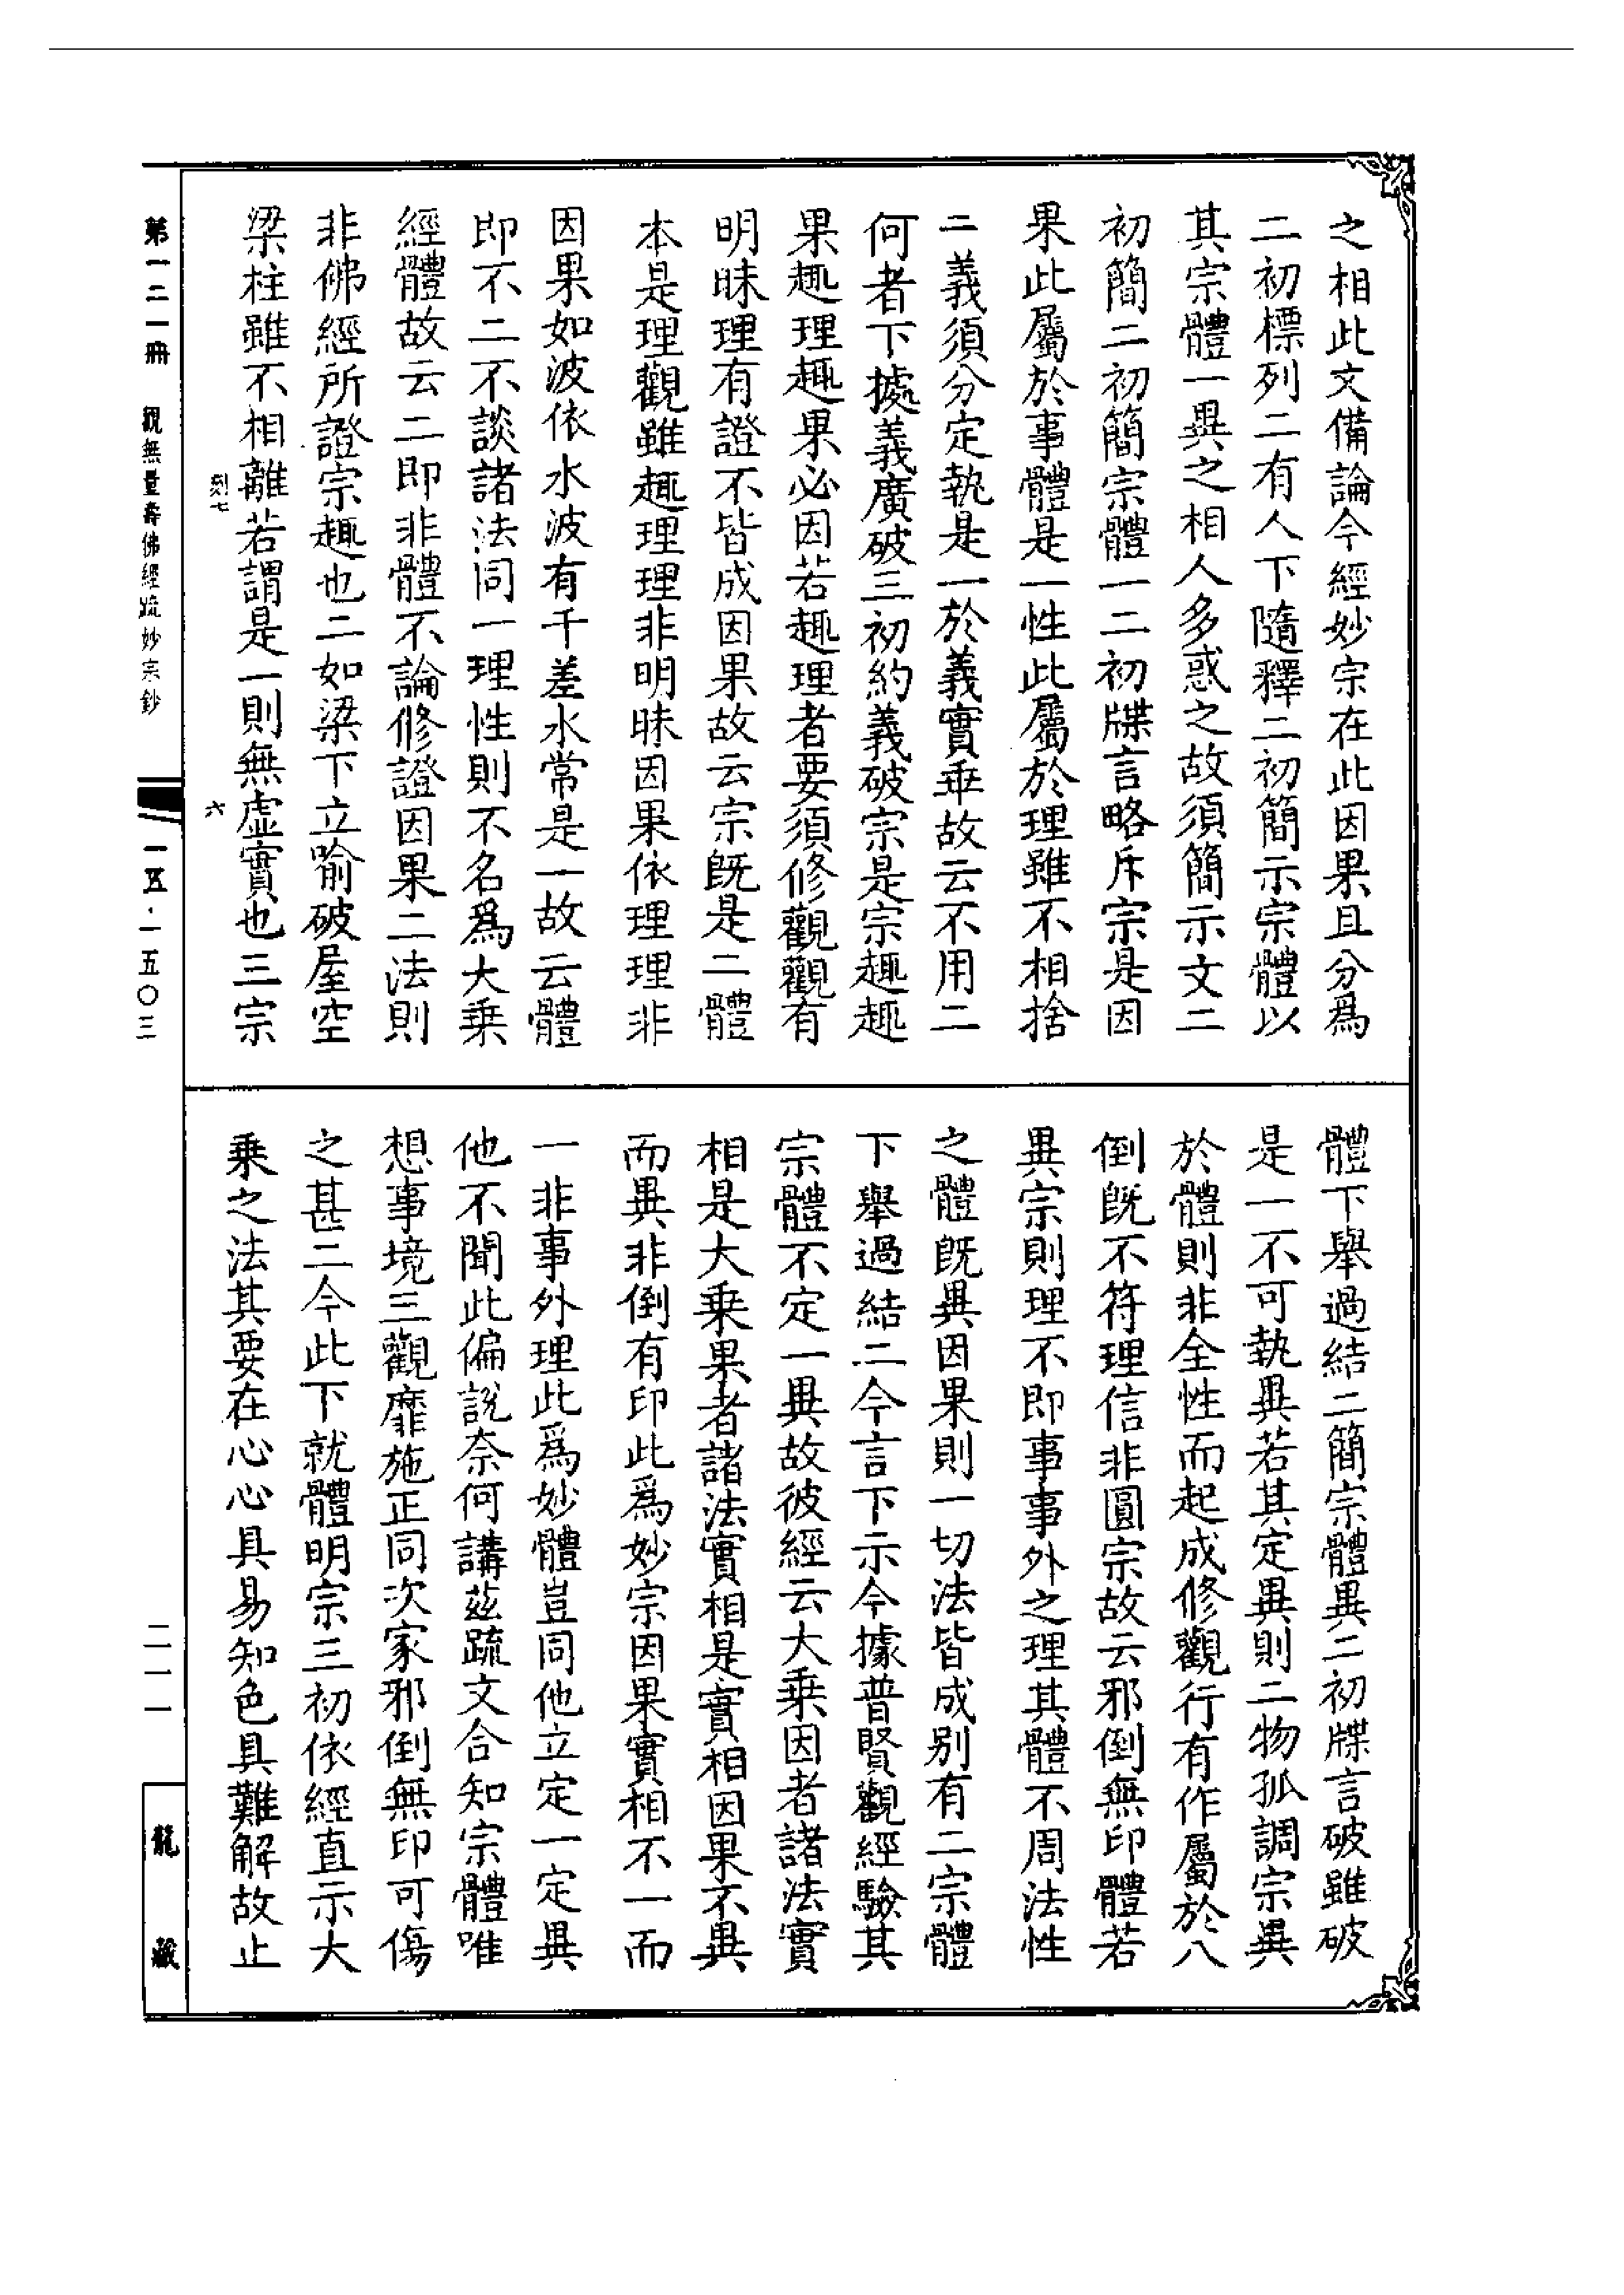 之相此文備論今經妙宗在此因果且分爲
二初標列二有人下隨釋二初簡示宗體以
其宗體一異之相人多惑之故須簡示文二
初簡二初簡宗體一二初牒言略斥宗是因
果此屬於事體是一性此屬於理雖不相捨
二義須分定執是一於義實乖故云不用二
何者下據義廣破三初約義破宗是宗趣趣
果趣理趣果必因若趣理者要須修觀觀有
明昧理有證不皆成因果故云宗旣是二體
本是理觀雖趣理理非明昧因果依理理非
因果如波依水波有千差水常是一故云體
即不二不談諸法同一理性則不名爲大乘
經體故云二即非體不論修證因果二法則
非佛經所證宗趣也二如梁下立喻破屋空
梁柱雖不相離若謂是一則無虛實也三宗
刻七
六
體下舉過結二簡宗體異二初牒言破雖破
是一不可執異若其定異則二物孤調宗異
於體則非全性而起成修觀行有作屬於八
倒旣不符理信非圓宗故云邪倒無印體若
異宗則理不即事事外之理其體不周法性
之體旣異因果則一切法皆成別有二宗體
下舉過結二今言下示今據普賢觀經驗其
宗體不定一異故彼經云大乘因者諸法實
相是大乘果者諸法實相是實相因果不異
而異非倒有印此爲妙宗因果實相不一而
一非事外理此爲妙體豈同他立定一定異
他不聞此偏說奈何講茲疏文合知宗體唯
想事境三觀靡施正同次家邪倒無印可傷
之甚二今此下就體明宗三初依經直示大
乘之法其要在心心具易知色具難解故止
第一二一冊 觀無量壽佛經疏妙宗鈔
一五·一五〇三
二一一
龍藏